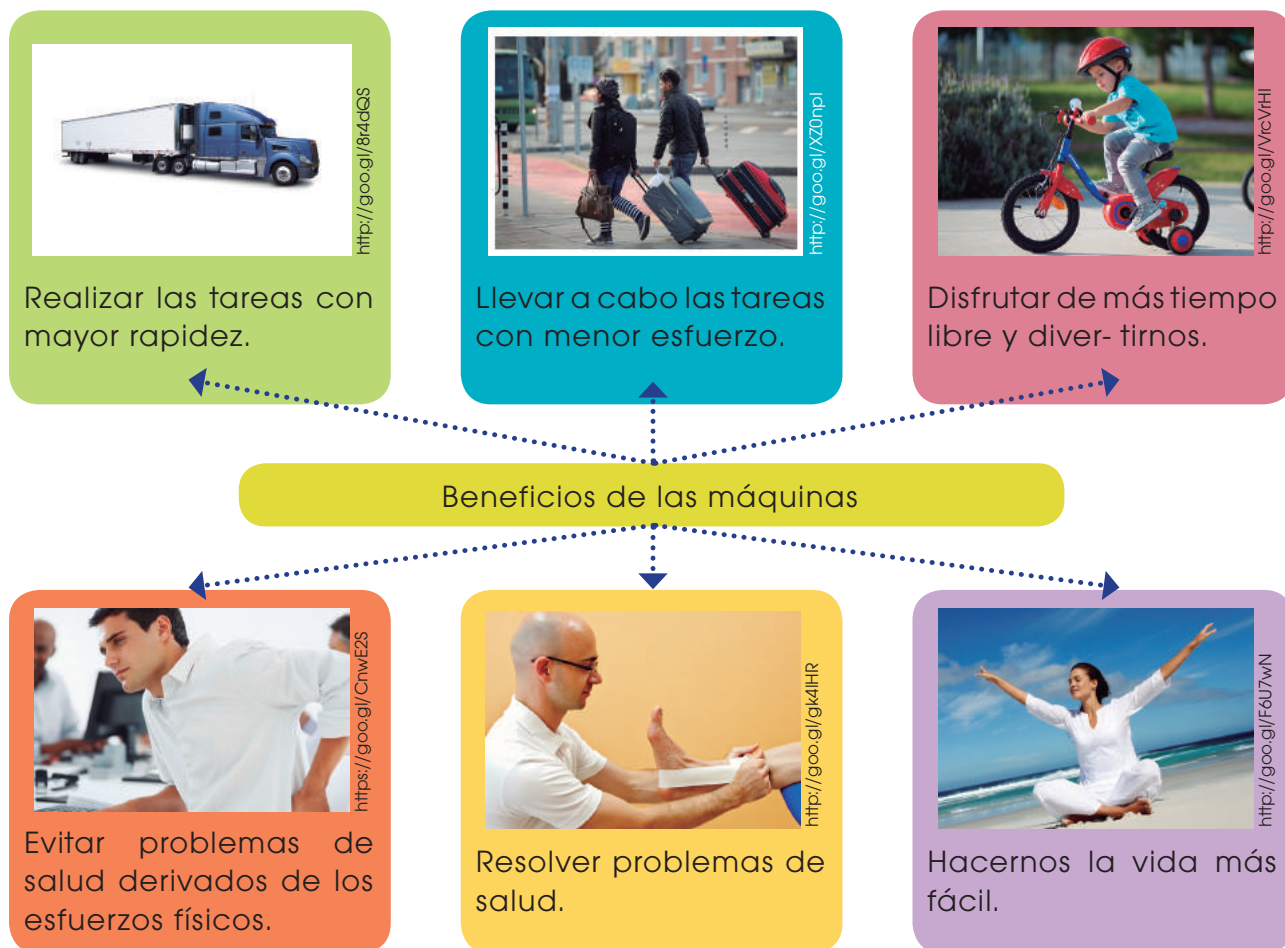 http://goo.gl/8r4dQS
Realizar las tareas con
mayor rapidez.
http://goo.gl/XZ0rpI
Llevar a cabo las tareas
con menor esfuerzo.
http://goo.gl/VrcVrHl
Disfrutar de más tiempo
libre y diver- tirnos.
Beneficios de las máquinas
https://goo.gl/CnwE2S
Evitar problemas de
salud derivados de los
esfuerzos físicos.
http://goo.gl/gk4lHR
Resolver problemas de
salud.
http://goo.gl/F6U7wN
Hacernos la vida más
fácil.